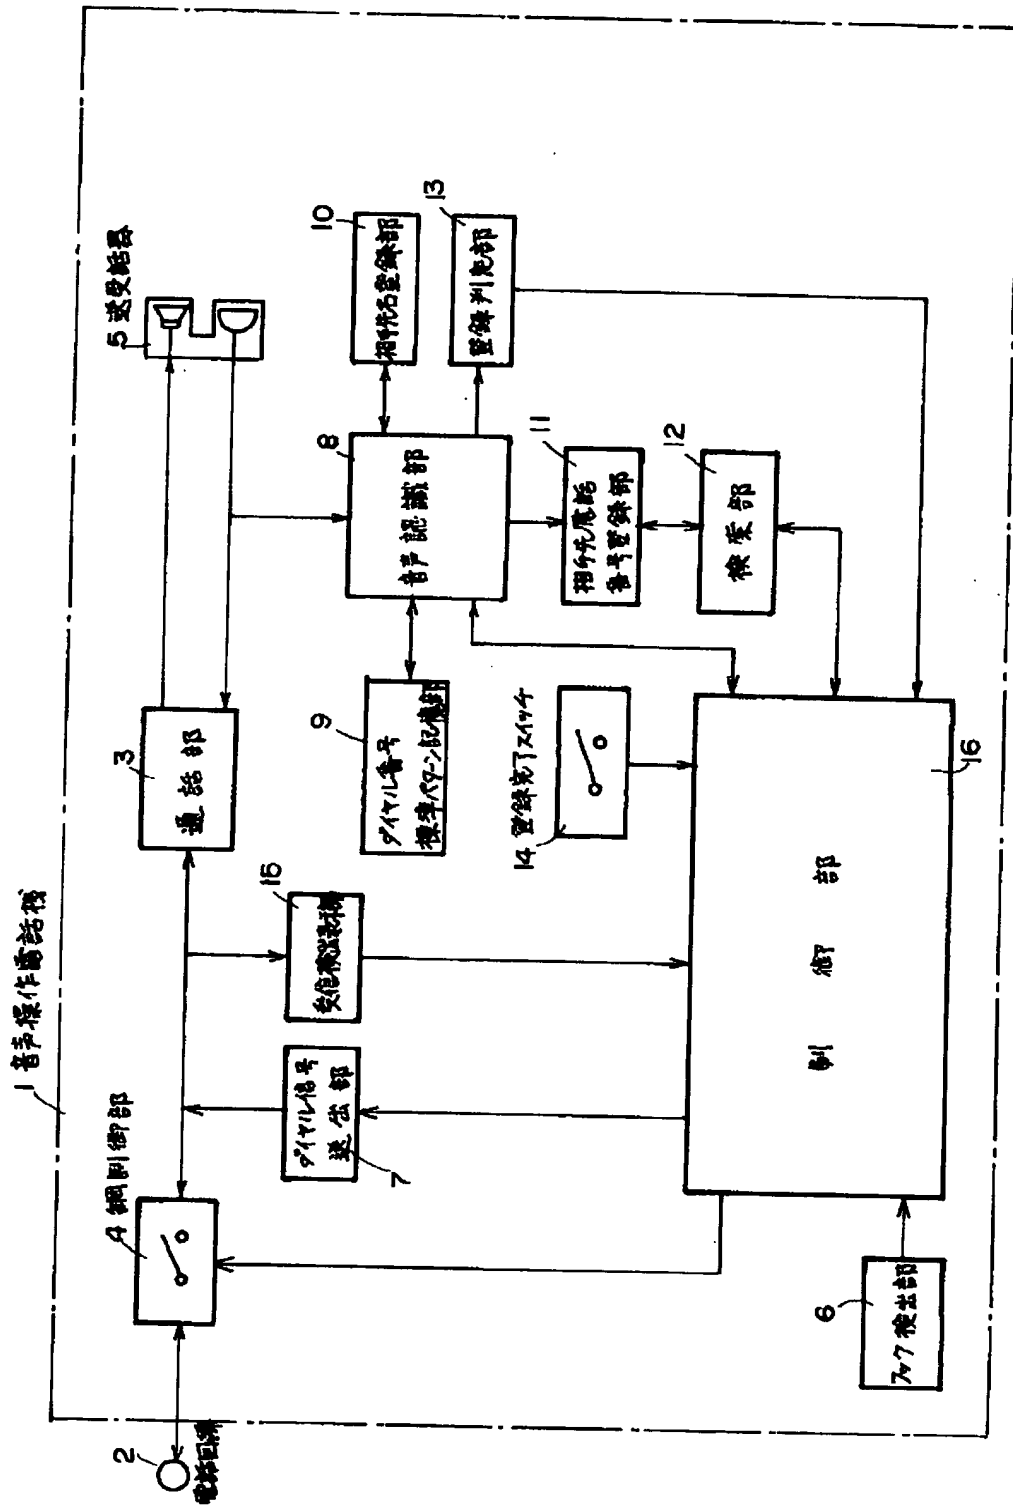 1 音声操作電話機
2
電話回線
4 網制御部
3
通話部
5 送受話器
ダイヤル信号
送出部
7
15
受信検出部
9
ダイヤル番号
標準パターン記憶部
8
音声認識部
10
相手先名登録部
13
登録判定部
11
相手先電話
番号登録部
12
検索部
14 登録完了スイッチ
制御部
16
6
フック検出部